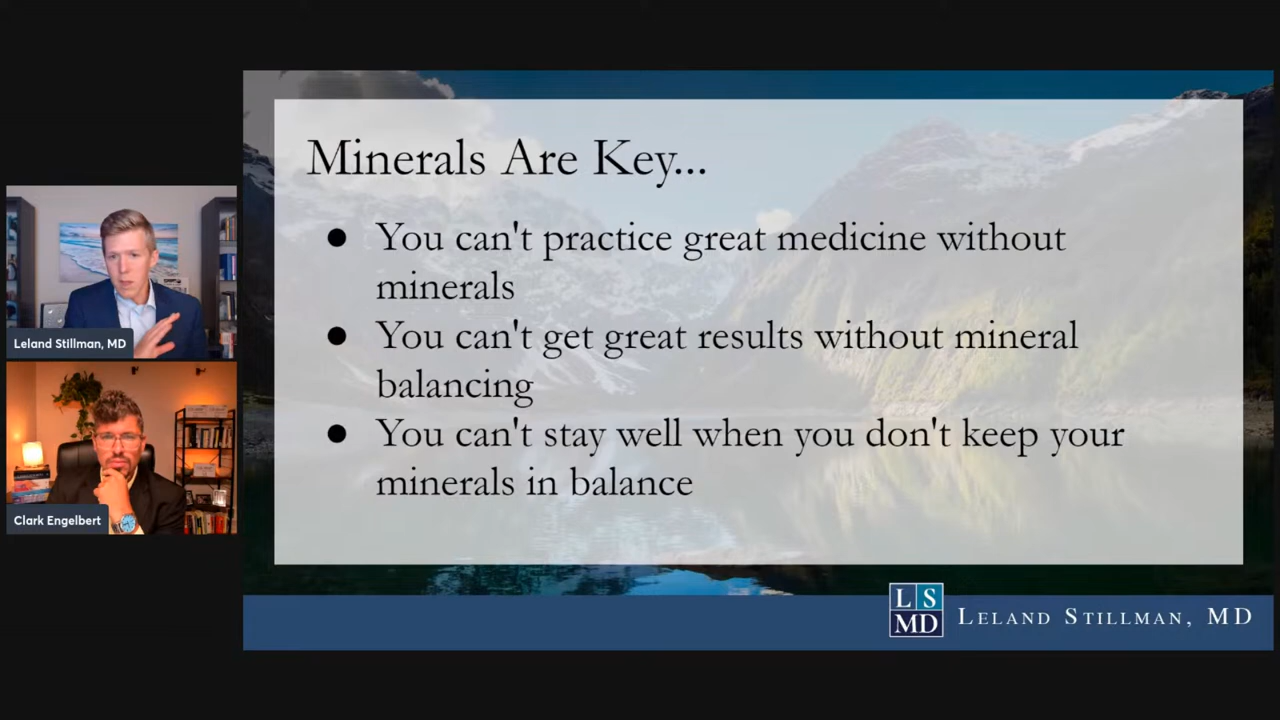 Minerals Are Key...
● You can't practice great medicine without
minerals
● You can't get great results without mineral
balancing
● You can't stay well when you don't keep your
minerals in balance
Leland Stillman, MD
Clark Engelbert
L S
MD
LELAND STILLMAN, MD